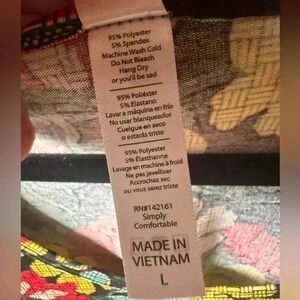 95% Polyester
5% Spandex
Machine Wash Cold
Do Not Bleach
Hang Dry
or you'll be sad
95% Poliéster
5% Elastano
Lavar a máquina en frío
No usar blanqueador
Cuelgue en seco
o estarás triste
95% Polyester
5% Élasthanne
Lavage en machine à froid
Ne pas javelliser
Accrochez sec
ou vous serez triste
RN#142161
Simply
Comfortable
MADE IN
VIETNAM
L